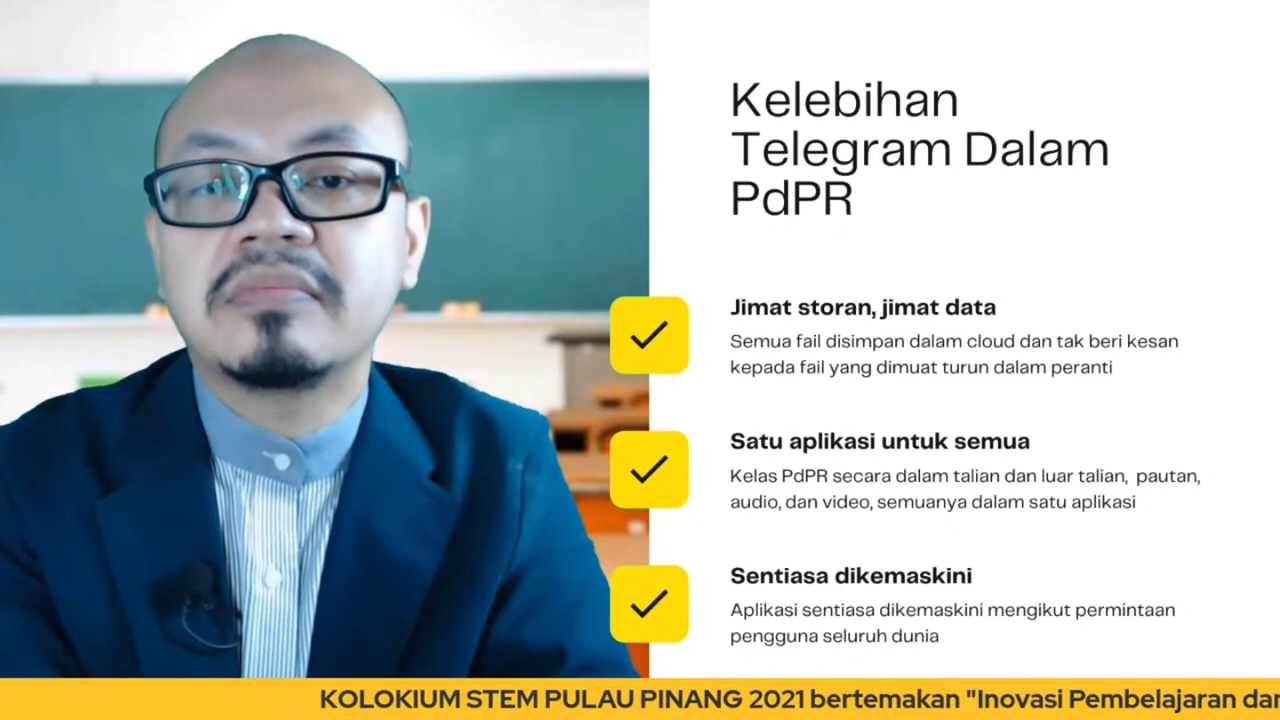 Kelebihan
Telegram Dalam
PdPR
Jimat storan, jimat data
Semua fail disimpan dalam cloud dan tak beri kesan
kepada fail yang dimuat turun dalam peranti
Satu aplikasi untuk semua
Kelas PdPR secara dalam talian dan luar talian, pautan,
audio, dan video, semuanya dalam satu aplikasi
Sentiasa dikemaskini
Aplikasi sentiasa dikemaskini mengikut permintaan
pengguna seluruh dunia
KOLOKIUM STEM PULAU PINANG 2021 bertemakan "Inovasi Pembelajaran